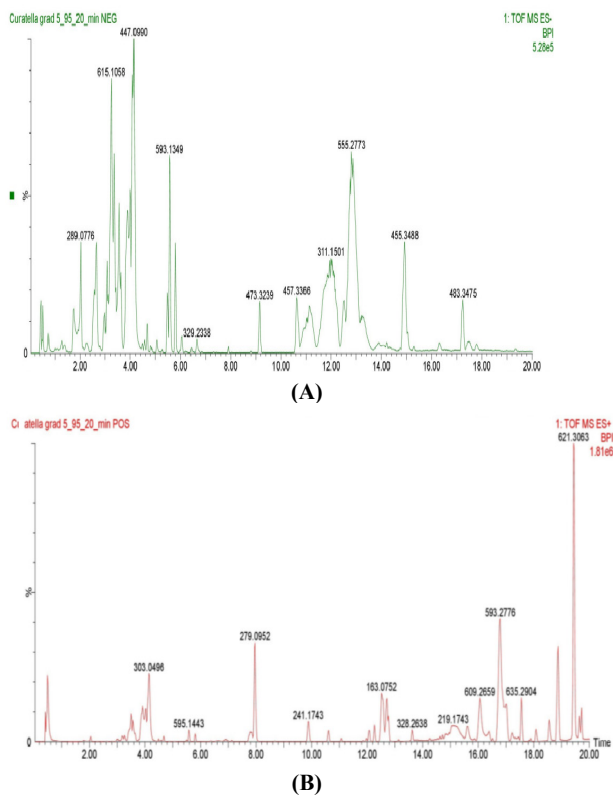 Curatella grad 5_95_20_min NEG
1: TOF MS ES-
BPI
5.28e5
447.0990
615.1058
593.1349
555.2773
289.0776
311.1501
455.3488
473.3239
457.3366
483.3475
329.2338
%
0
2.00 4.00 6.00 8.00 10.00 12.00 14.00 16.00 18.00 20.00
(A)
Curatella grad 5_95_20_min POS
1: TOF MS ES+
BPI
1.81e6
621.3063
%
593.2776
279.0952
303.0496
163.0752
609.2659
635.2904
595.1443
241.1743
328.2638
219.1743
0
Time
0.00 2.00 4.00 6.00 8.00 10.00 12.00 14.00 16.00 18.00 20.00
(B)